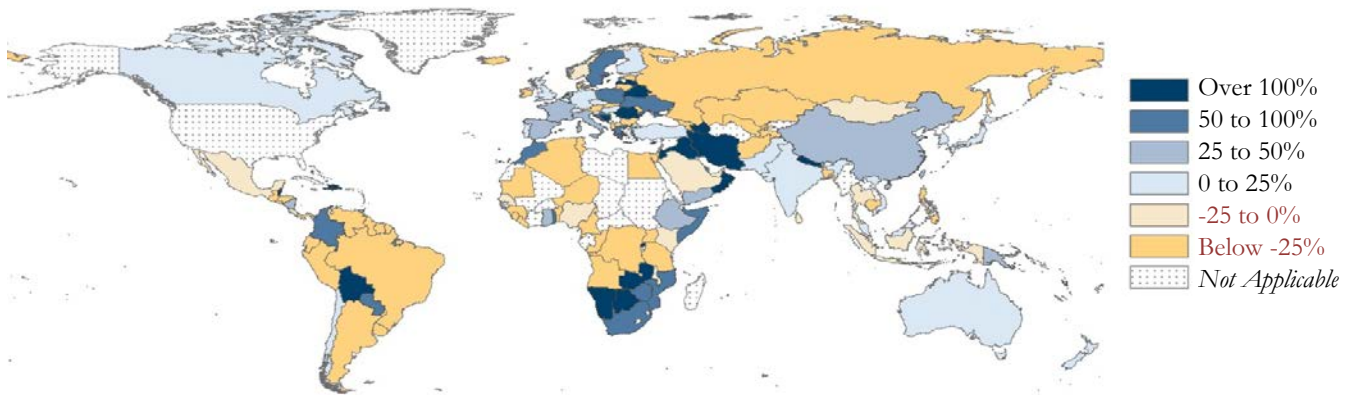 Over 100%
50 to 100%
25 to 50%
0 to 25%
-25 to 0%
Below -25%
Not Applicable